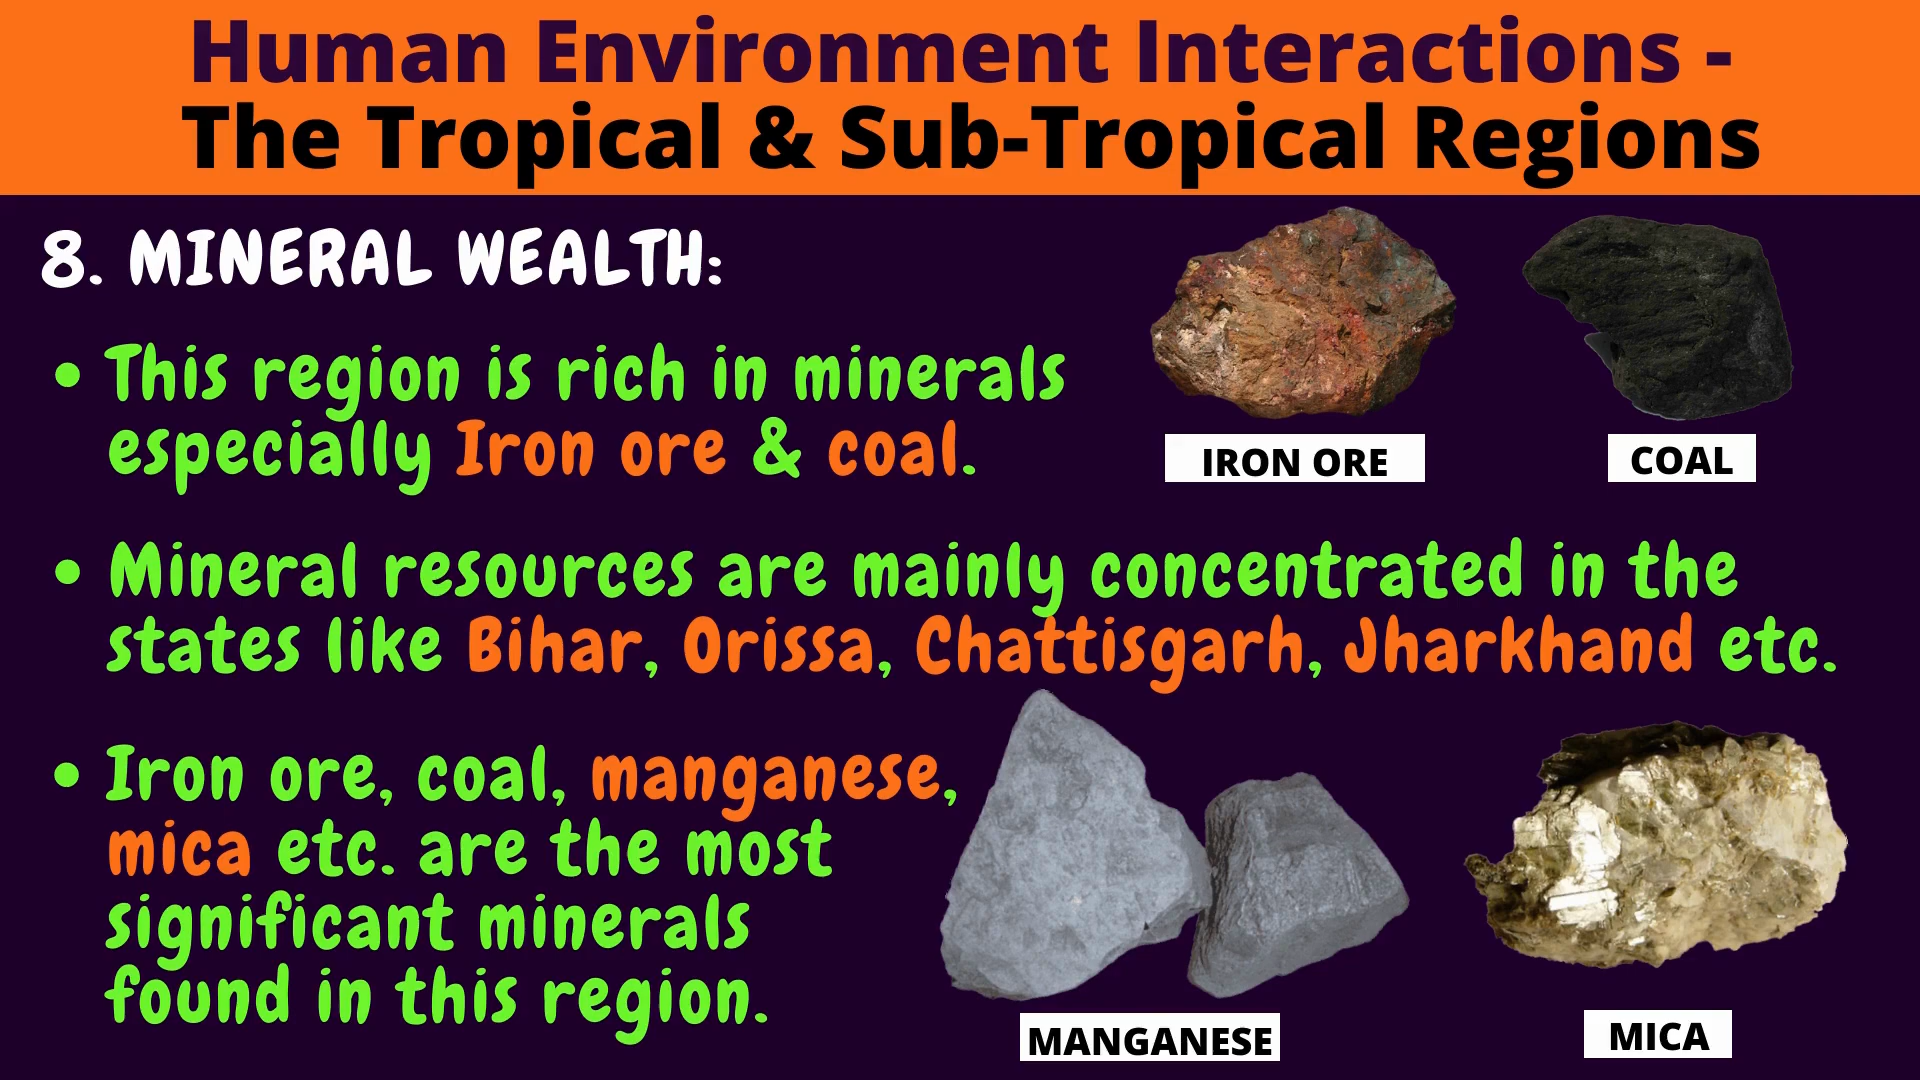 Human Environment Interactions -
The Tropical & Sub-Tropical Regions
8. MINERAL WEALTH:
• This region is rich in minerals
especially Iron ore & coal.
IRON ORE
COAL
• Mineral resources are mainly concentrated in the
states like Bihar, Orissa, Chattisgarh, Jharkhand etc.
• Iron ore, coal, manganese,
mica etc. are the most
significant minerals
found in this region.
MANGANESE
MICA